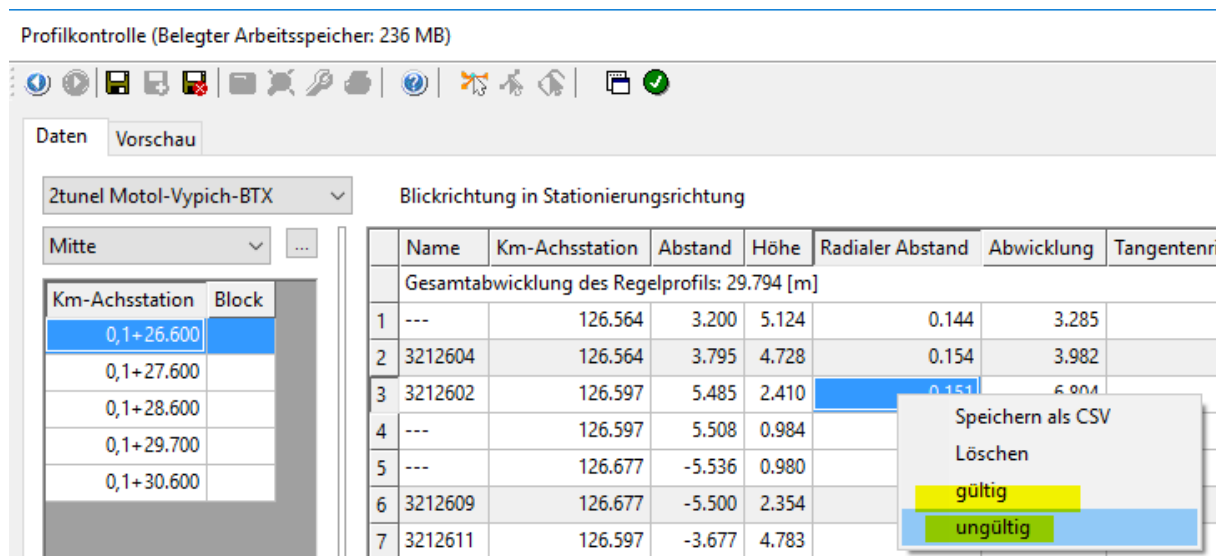 Profilkontrolle (Belegter Arbeitsspeicher: 236 MB)
Daten Vorschau
2tunel Motol-Vypich-BTX
Blickrichtung in Stationierungsrichtung
Mitte ...
Km-Achsstation Block
0,1+26.600
0,1+27.600
0,1+28.600
0,1+29.700
0,1+30.600
Name Km-Achsstation Abstand Höhe Radialer Abstand Abwicklung Tangentenri
Gesamtabwicklung des Regelprofils: 29.794 [m]
1 --- 126.564 3.200 5.124 0.144 3.285
2 3212604 126.564 3.795 4.728 0.154 3.982
3 3212602 126.597 5.485 2.410 0.151 6.804
4 --- 126.597 5.508 0.984
5 --- 126.677 -5.536 0.980
6 3212609 126.677 -5.500 2.354
7 3212611 126.597 -3.677 4.783
Speichern als CSV
Löschen
gültig
ungültig